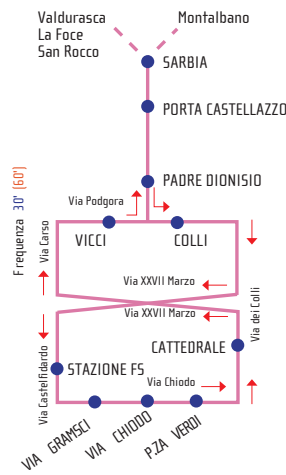 Valdurasca
La Foce
San Rocco
Montalbano
SARBIA
PORTA CASTELLAZZO
PADRE DIONISIO
Via Podgora
VICCI
COLLI
Frequenza 30' (60')
Via Carso
Via XXVII Marzo
Via XXVII Marzo
Via dei Colli
CATTEDRALE
Via Castelfidardo
STAZIONE FS
Via Chiodo
VIA GRAMSCI
VIA CHIODO
P.ZA VERDI